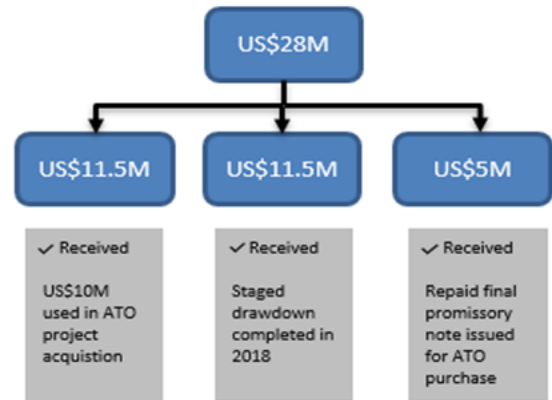 US$28M
US$11.5M
US$11.5M
US$5M
✓ Received
US$10M
used in ATO
project
acquistion
✓ Received
Staged
drawdown
completed in
2018
✓ Received
Repaid final
promissory
note issued
for ATO
purchase